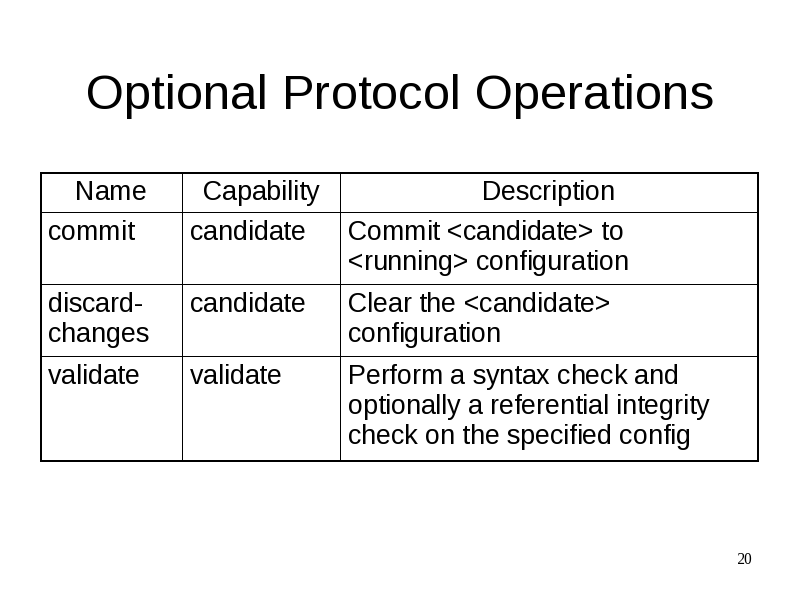 Optional Protocol Operations
Name Capability Description
commit candidate Commit <candidate> to
<running> configuration
discard- candidate Clear the <candidate>
changes configuration
validate validate Perform a syntax check and
optionally a referential integrity
check on the specified config
20